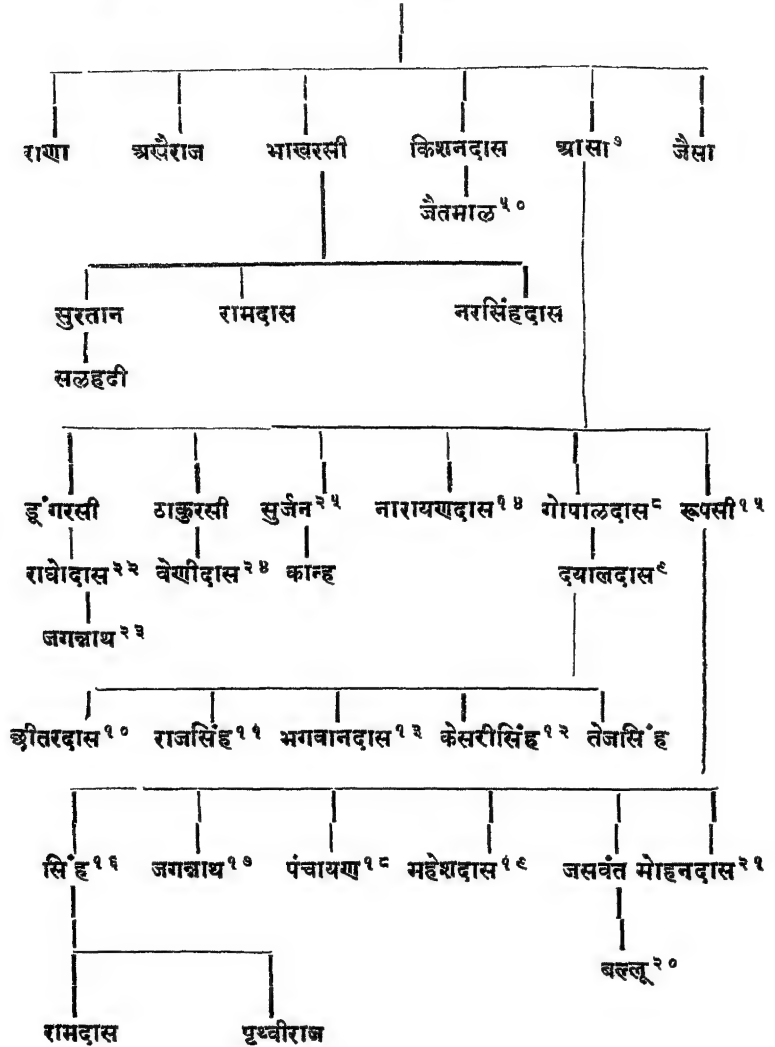 राणा अखैराज भाखरसी किशनदास आसा⁷ जैसा
जैतमाल⁵⁰
सुरतान रामदास नरसिंहदास
सलहदी
डूंगरसी ठाकुरसी सुर्जन²⁵ नारायणदास¹⁴ गोपालदास⁸ रूपसी¹⁵
राघोदास²² वेणीदास²⁴ कान्ह दयालदास⁹
जगन्नाथ²³
छीतरदास¹⁰ राजसिंह¹¹ भगवानदास¹³ केसरीसिंह¹² तेजसिंह
सिंह¹⁶ जगन्नाथ¹⁷ पंचायण¹⁸ महेशदास¹⁹ जसवंत मोहनदास²¹
बल्लू²⁰
रामदास पृथ्वीराज